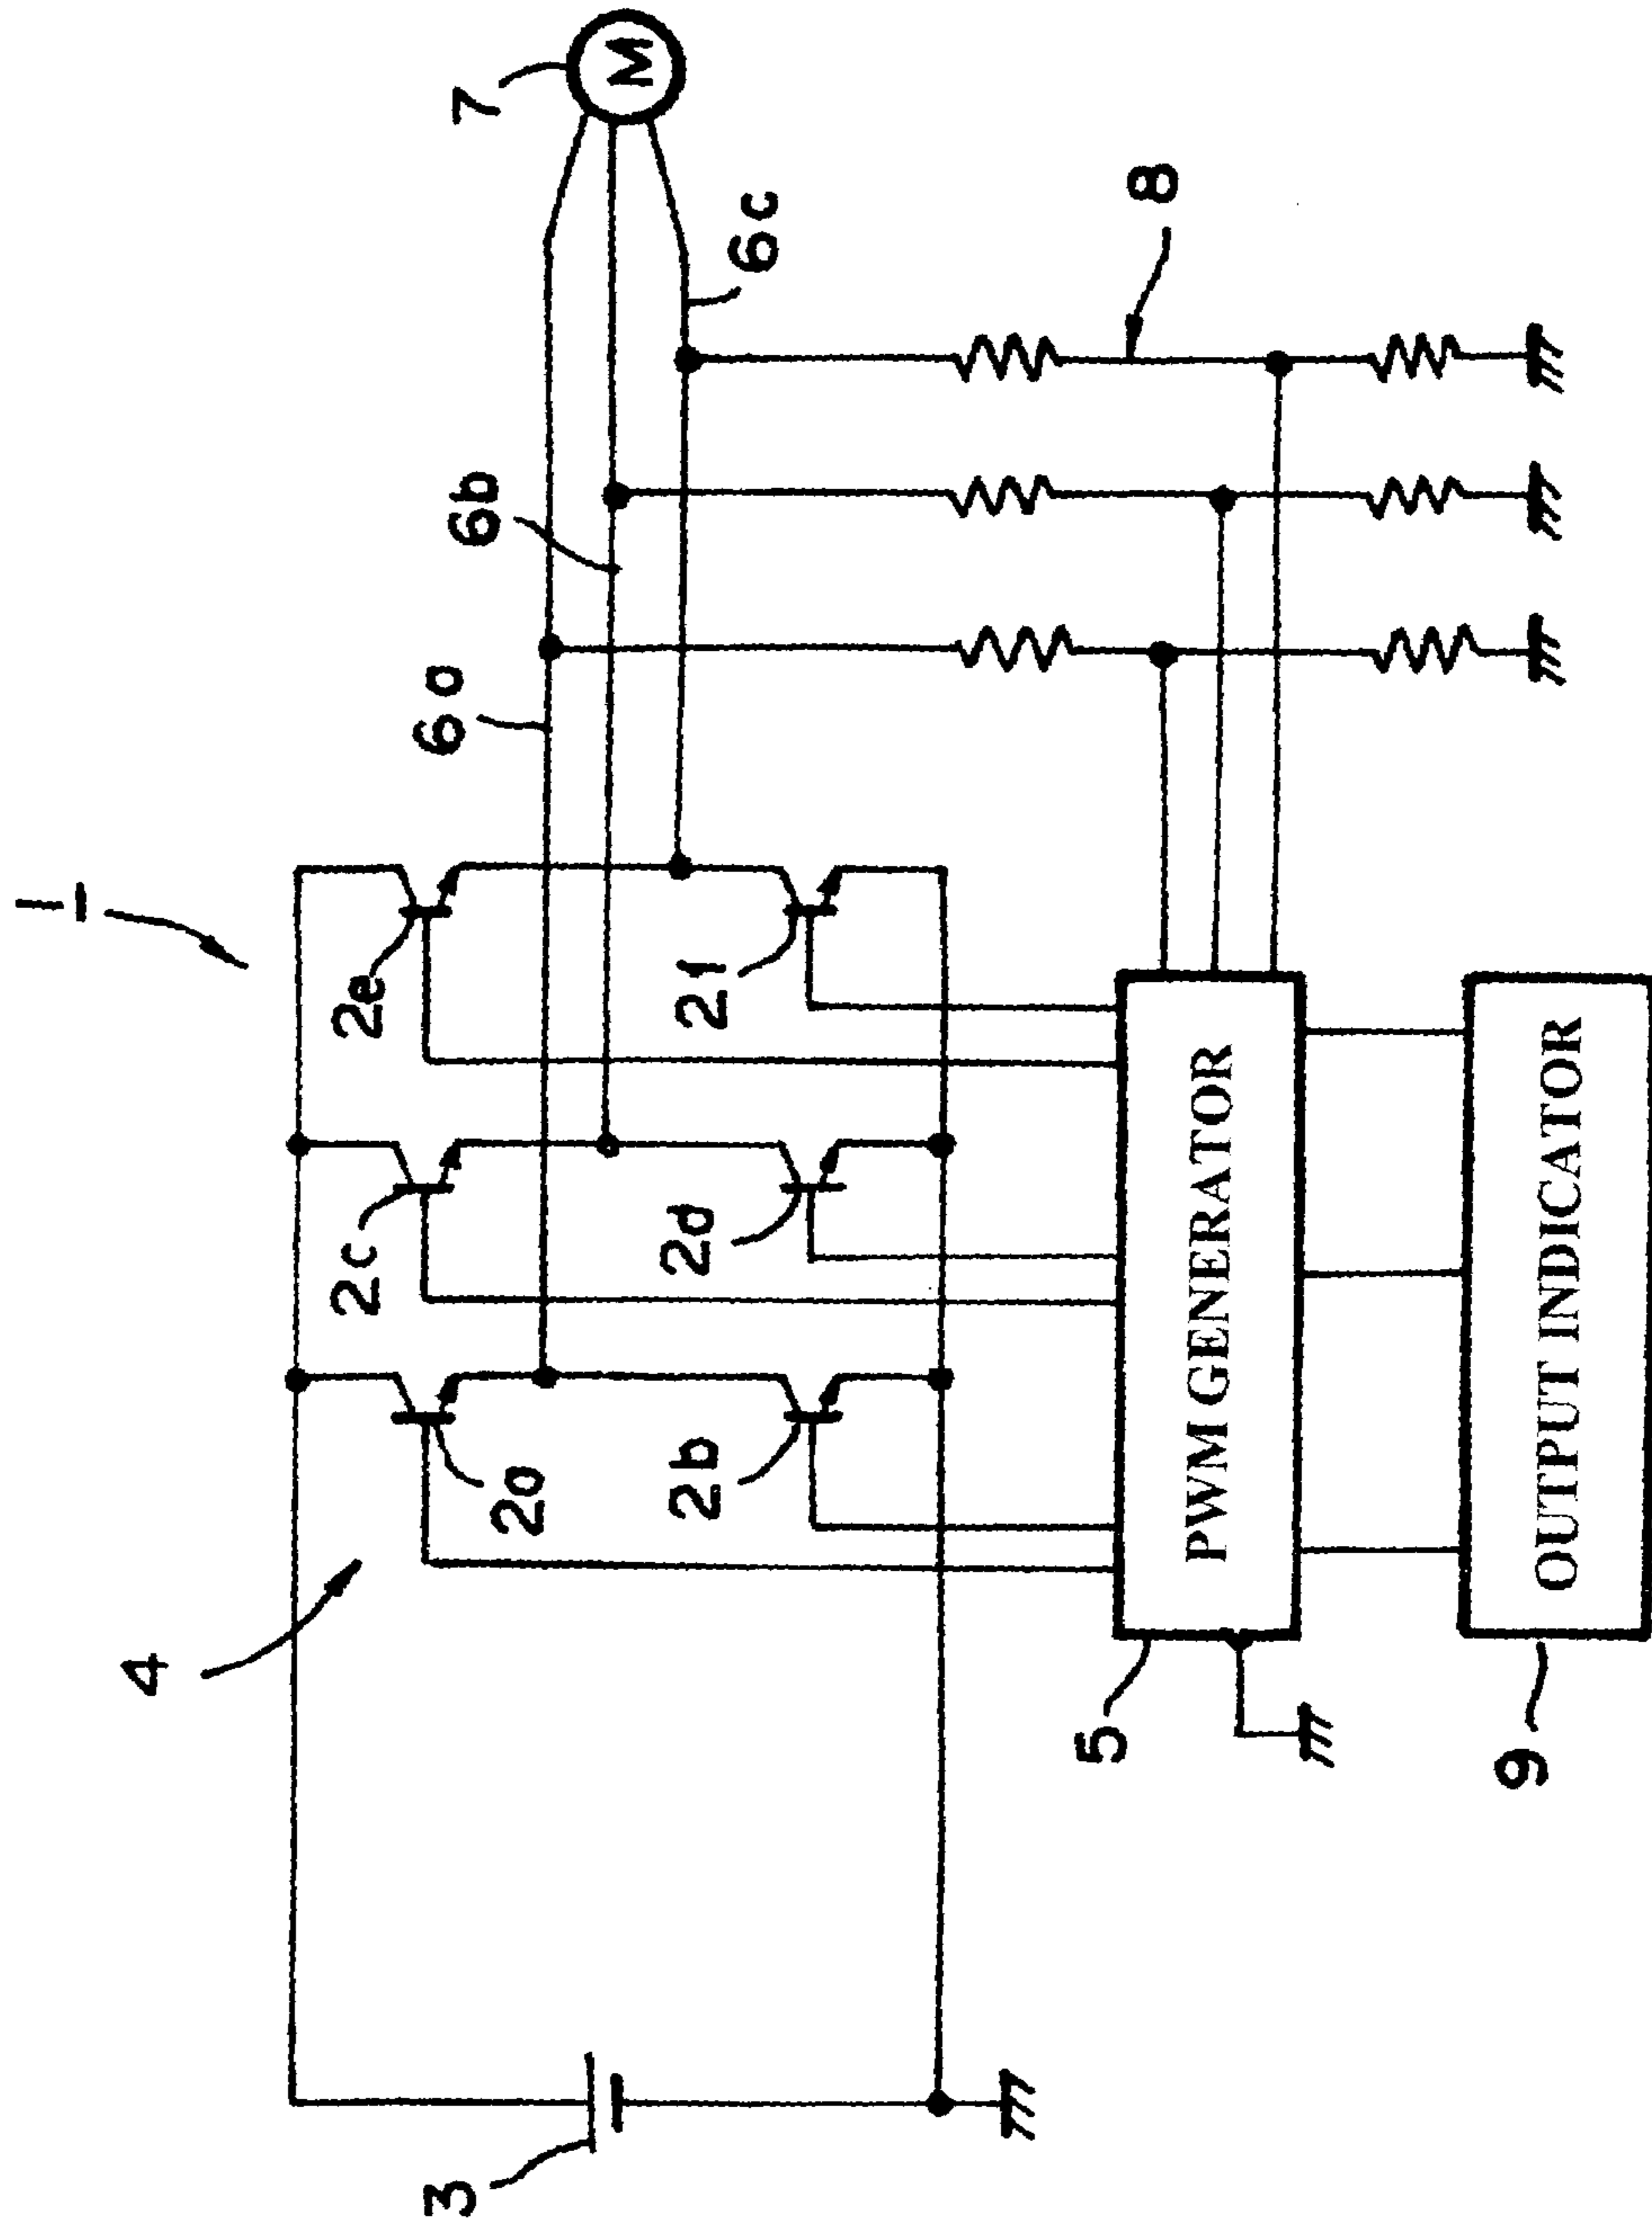 1
4
2c
2e
6a
3
6b
7
2a
M
2b
2d
2f
6c
5
8
PWM GENERATOR
9
OUTPUT INDICATOR